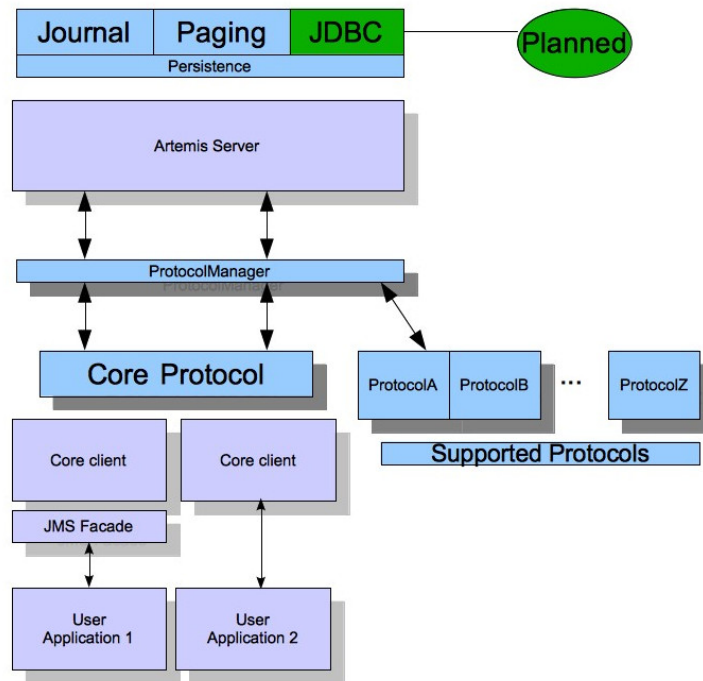 Journal
Paging
JDBC
Planned
Persistence
Artemis Server
ProtocolManager
Core Protocol
ProtocolA
ProtocolB
...
ProtocolZ
Supported Protocols
Core client
Core client
JMS Facade
User
Application 1
User
Application 2